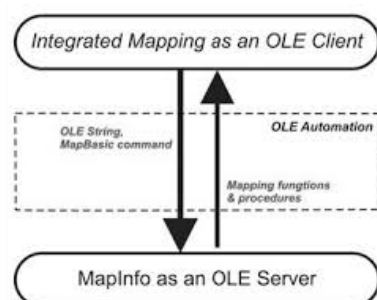 Integrated Mapping as an OLE Client
OLE String,
MapBasic command
OLE Automation
Mapping fungtions
& procedures
MapInfo as an OLE Server